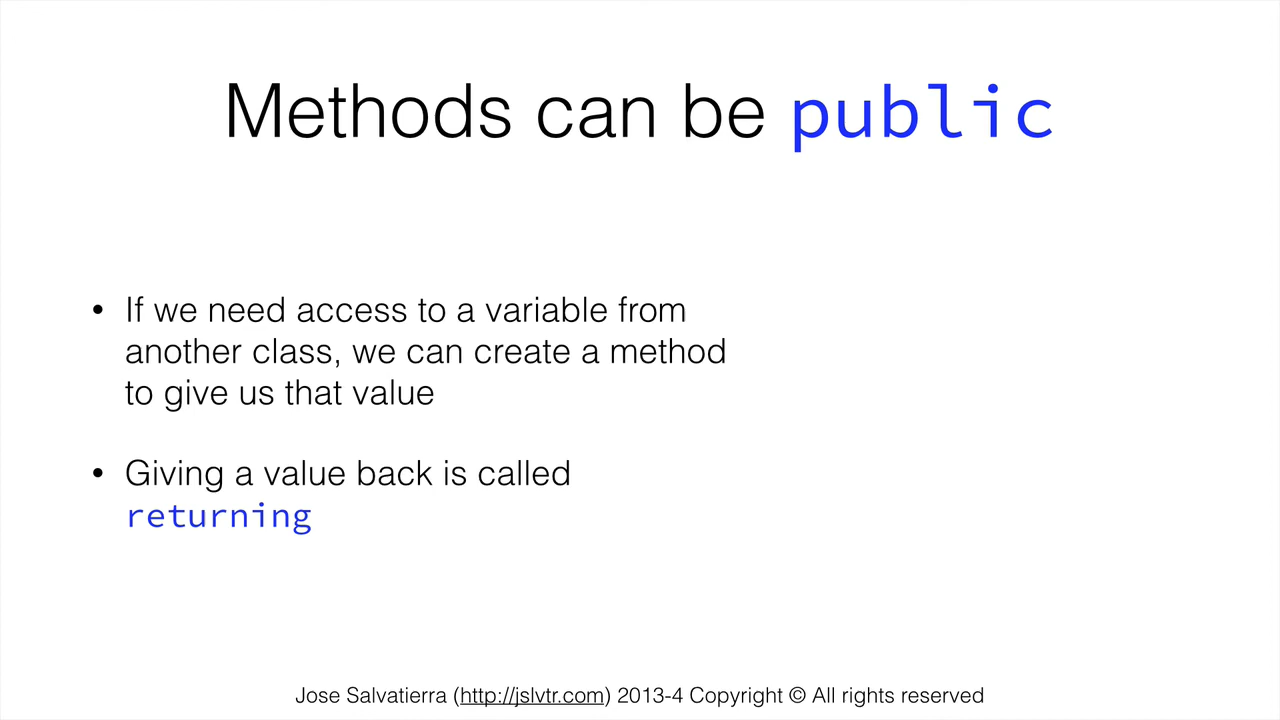 Methods can be public
• If we need access to a variable from
another class, we can create a method
to give us that value
• Giving a value back is called
returning
Jose Salvatierra (http://jslvtr.com) 2013-4 Copyright © All rights reserved